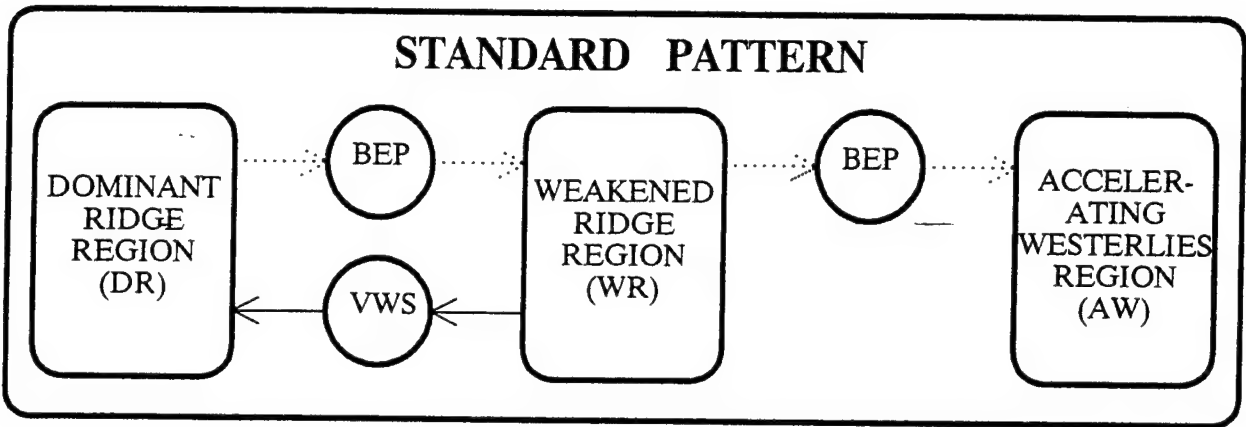 STANDARD PATTERN
DOMINANT
RIDGE
REGION
(DR)
BEP
VWS
WEAKENED
RIDGE
REGION
(WR)
BEP
ACCELER-
ATING
WESTERLIES
REGION
(AW)